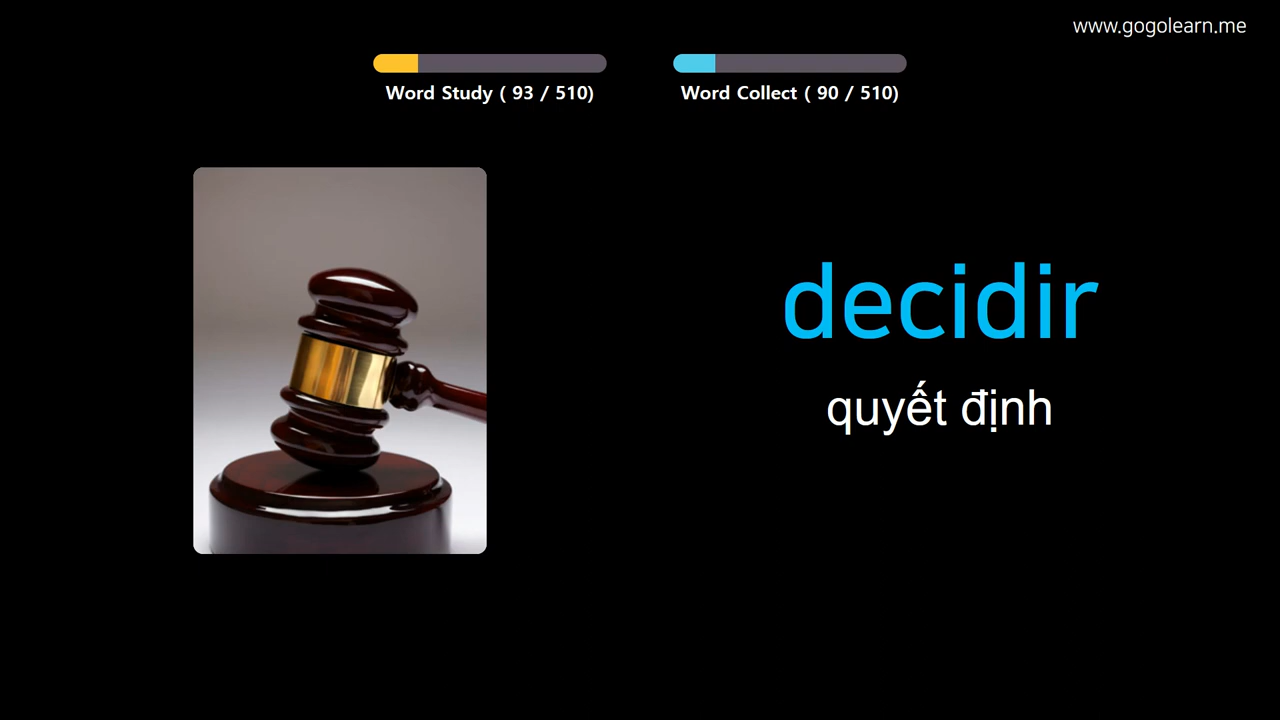 www.gogolearn.me
Word Study ( 93 / 510)
Word Collect ( 90 / 510)
decidir
quyết định